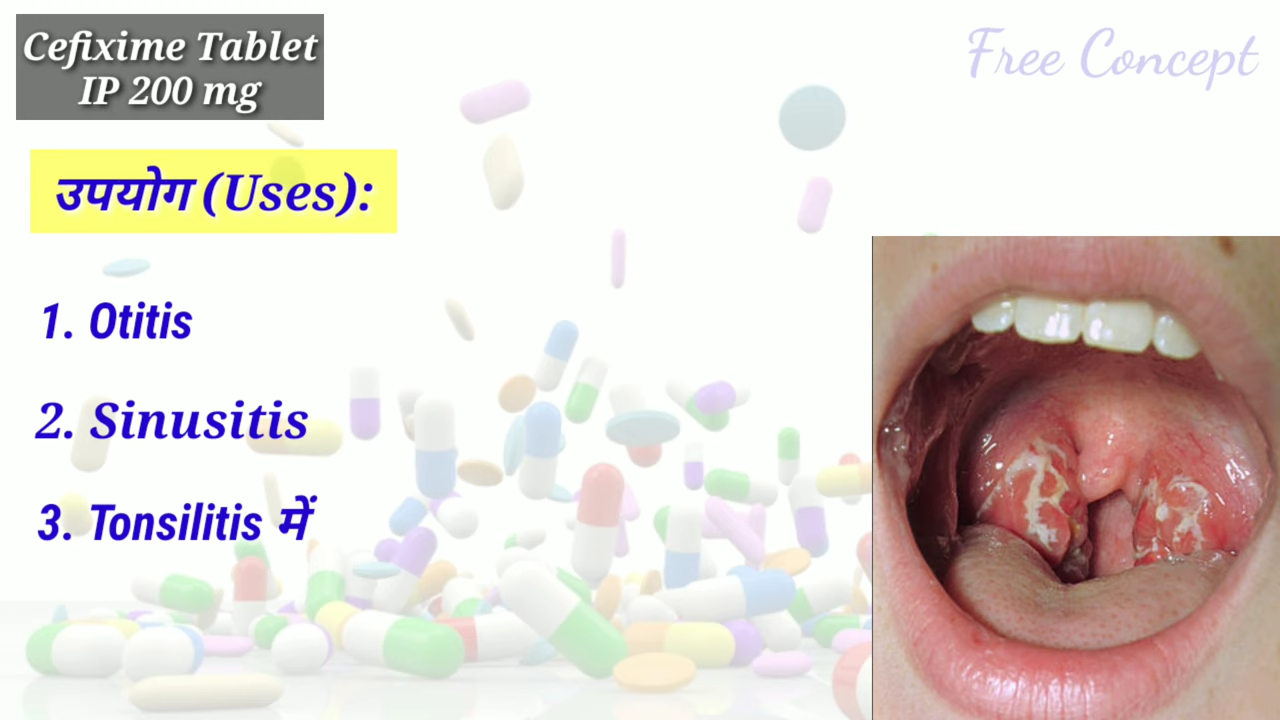 Cefixime Tablet
IP 200 mg
Free Concept
उपयोग (Uses):
1. Otitis
2. Sinusitis
3. Tonsilitis में